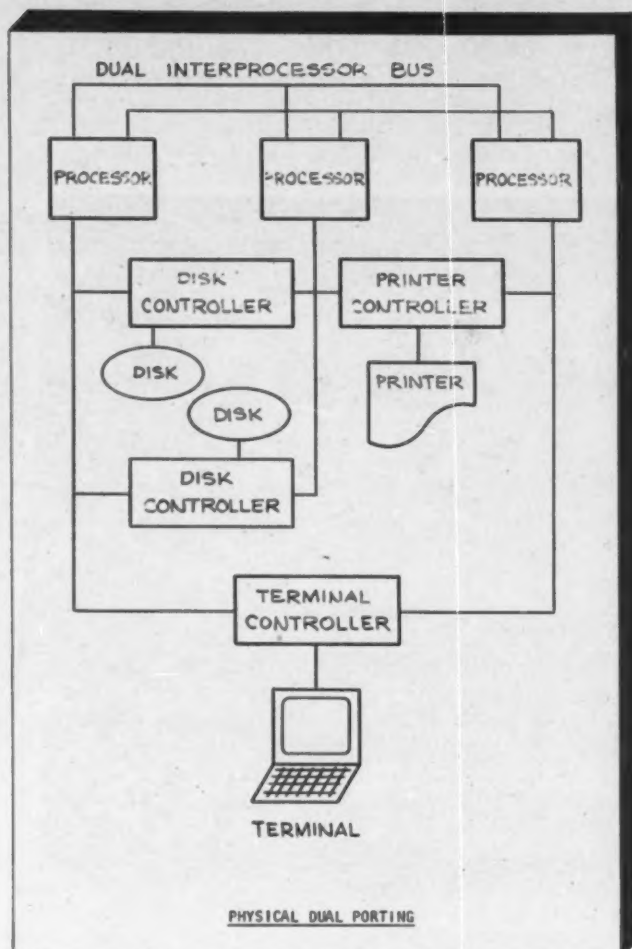 DUAL INTERPROCESSOR BUS
PROCESSOR
PROCESSOR
PROCESSOR
DISK
CONTROLLER
PRINTER
CONTROLLER
DISK
PRINTER
DISK
DISK
CONTROLLER
TERMINAL
CONTROLLER
TERMINAL
PHYSICAL DUAL PORTING